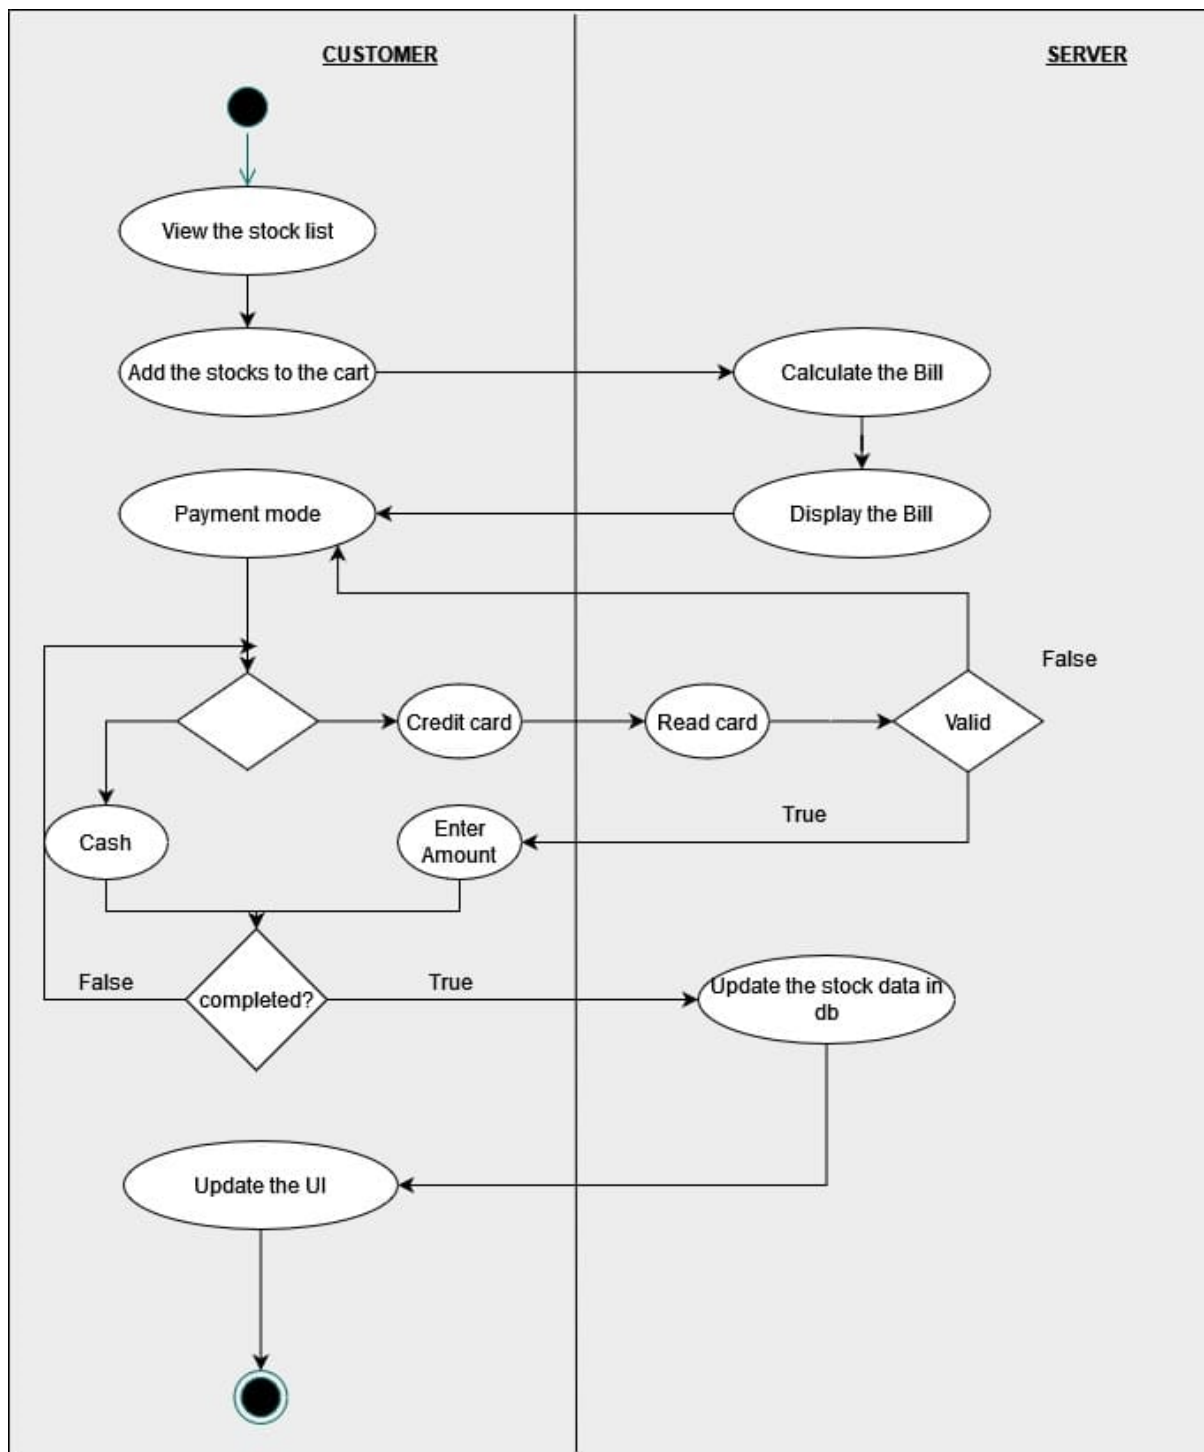 CUSTOMER
SERVER
View the stock list
Add the stocks to the cart
Calculate the Bill
Payment mode
Display the Bill
False
Credit card
Read card
Valid
True
Cash
Enter
Amount
False
True
completed?
Update the stock data in
db
Update the UI